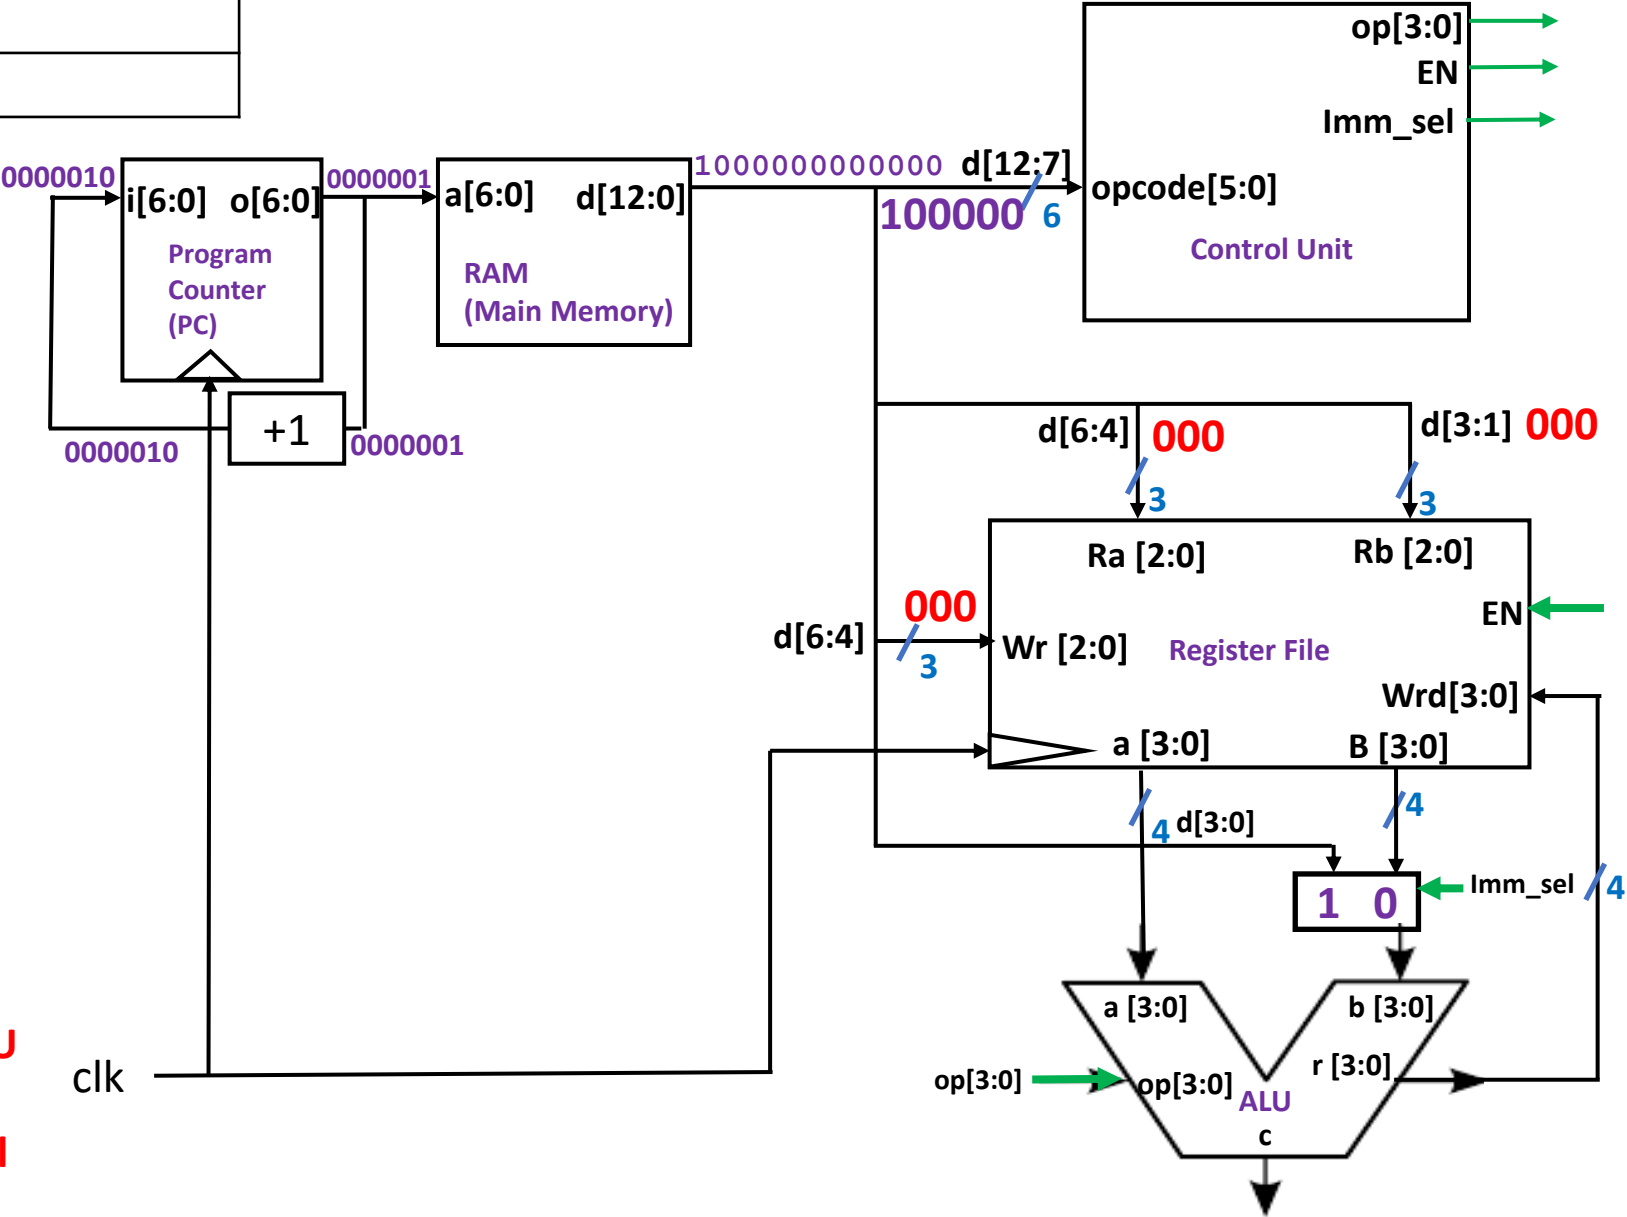 op[3:0]
EN
Imm_sel
0000010
i[6:0]
o[6:0]
0000001
a[6:0]
d[12:0]
1000000000000
d[12:7]
100000
6
opcode[5:0]
Control Unit
Program
Counter
(PC)
RAM
(Main Memory)
0000010
+1
0000001
d[6:4]
000
3
d[3:1]
000
3
Ra [2:0]
Rb [2:0]
d[6:4]
000
3
Wr [2:0]
Register File
EN
Wrd[3:0]
a [3:0]
B [3:0]
4
d[3:0]
4
1 0
Imm_sel
4
a [3:0]
b [3:0]
op[3:0]
op[3:0]
r [3:0]
ALU
c
clk
U